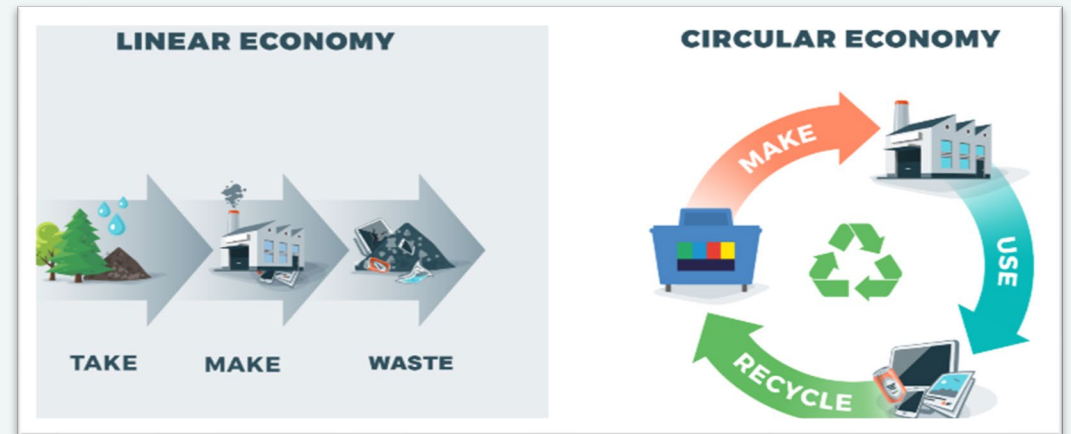 LINEAR ECONOMY
TAKE
MAKE
WASTE
CIRCULAR ECONOMY
MAKE
USE
RECYCLE